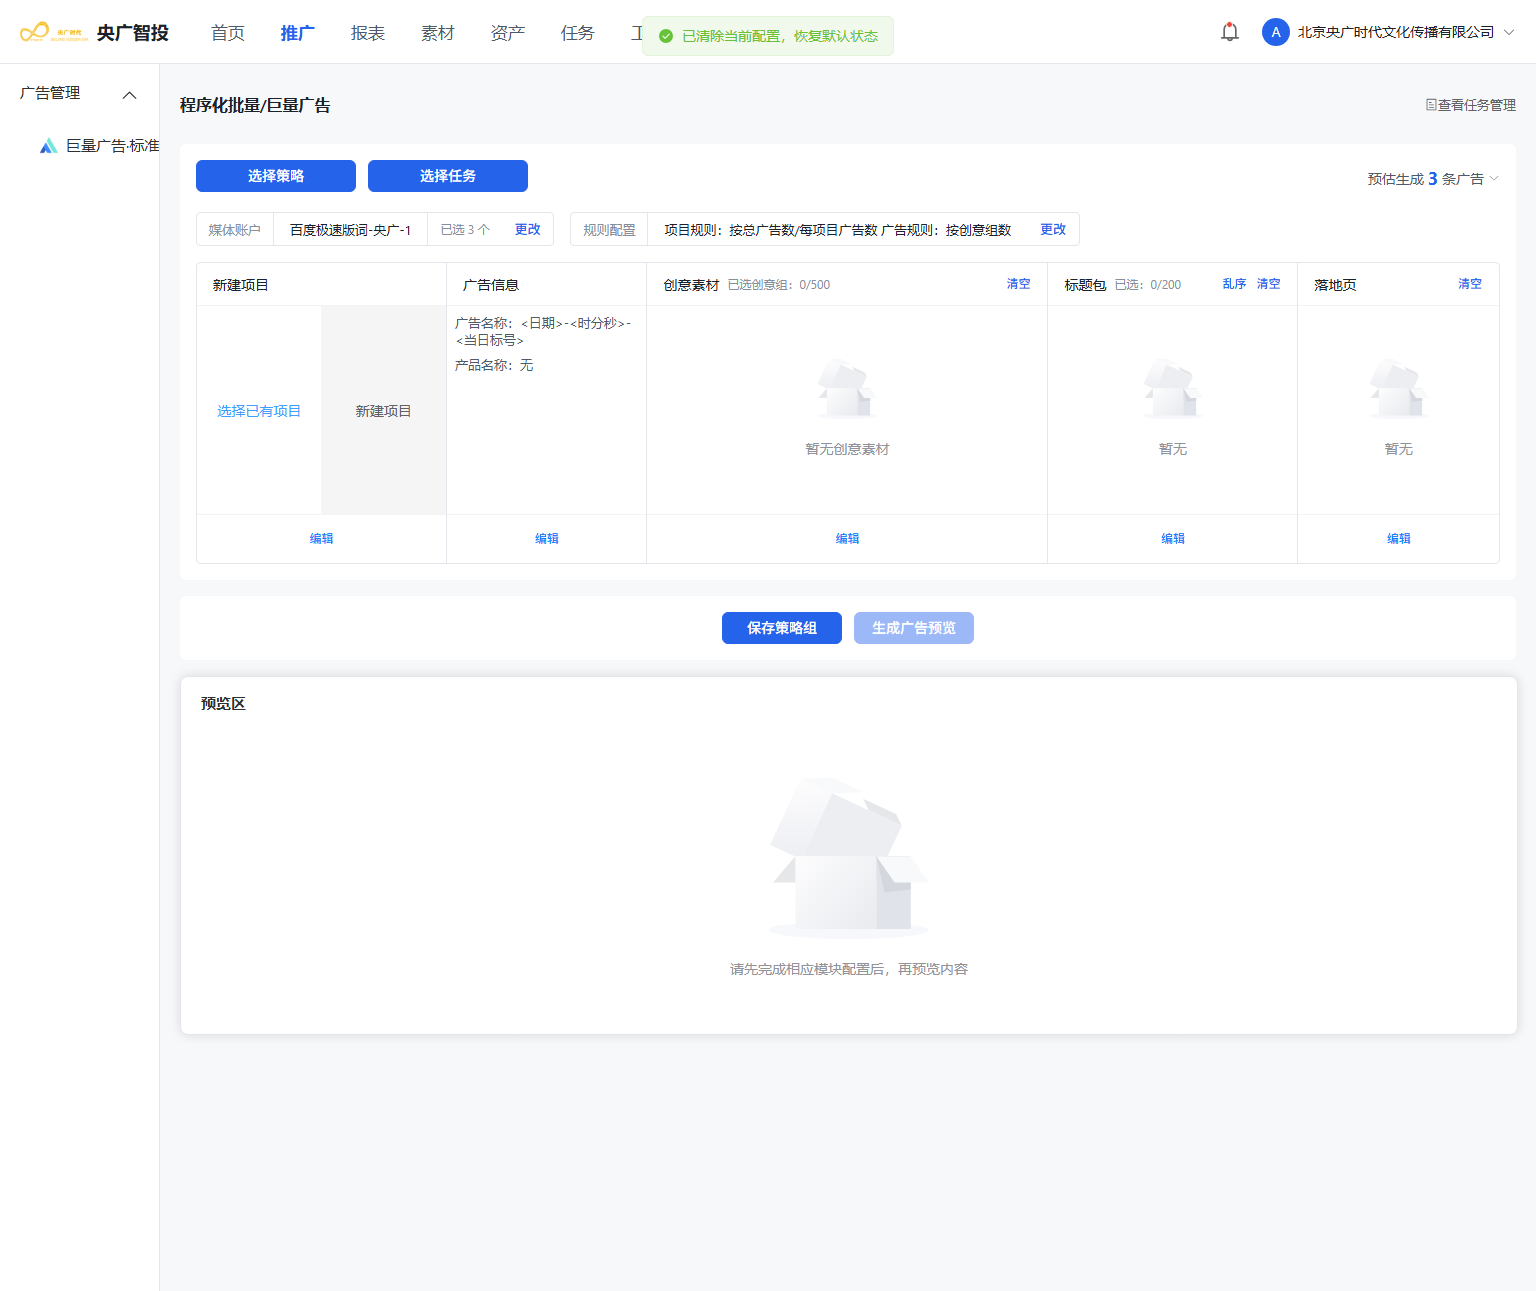 央广时代
央广智投
首页
推广
报表
素材
资产
任务
已清除当前配置，恢复默认状态
A
北京央广时代文化传播有限公司
广告管理
巨量广告·标准
程序化批量/巨量广告
查看任务管理
选择策略
选择任务
预估生成 3 条广告
媒体账户
百度极速版词-央广-1
已选 3 个
更改
规则配置
项目规则：按总广告数/每项目广告数 广告规则：按创意组数
更改
新建项目
广告信息
创意素材 已选创意组：0/500
清空
标题包 已选：0/200
乱序 清空
落地页
清空
选择已有项目
新建项目
广告名称：<日期>-<时分秒>-
<当日标号>
产品名称：无
暂无创意素材
暂无
暂无
编辑
编辑
编辑
编辑
编辑
保存策略组
生成广告预览
预览区
请先完成相应模块配置后，再预览内容